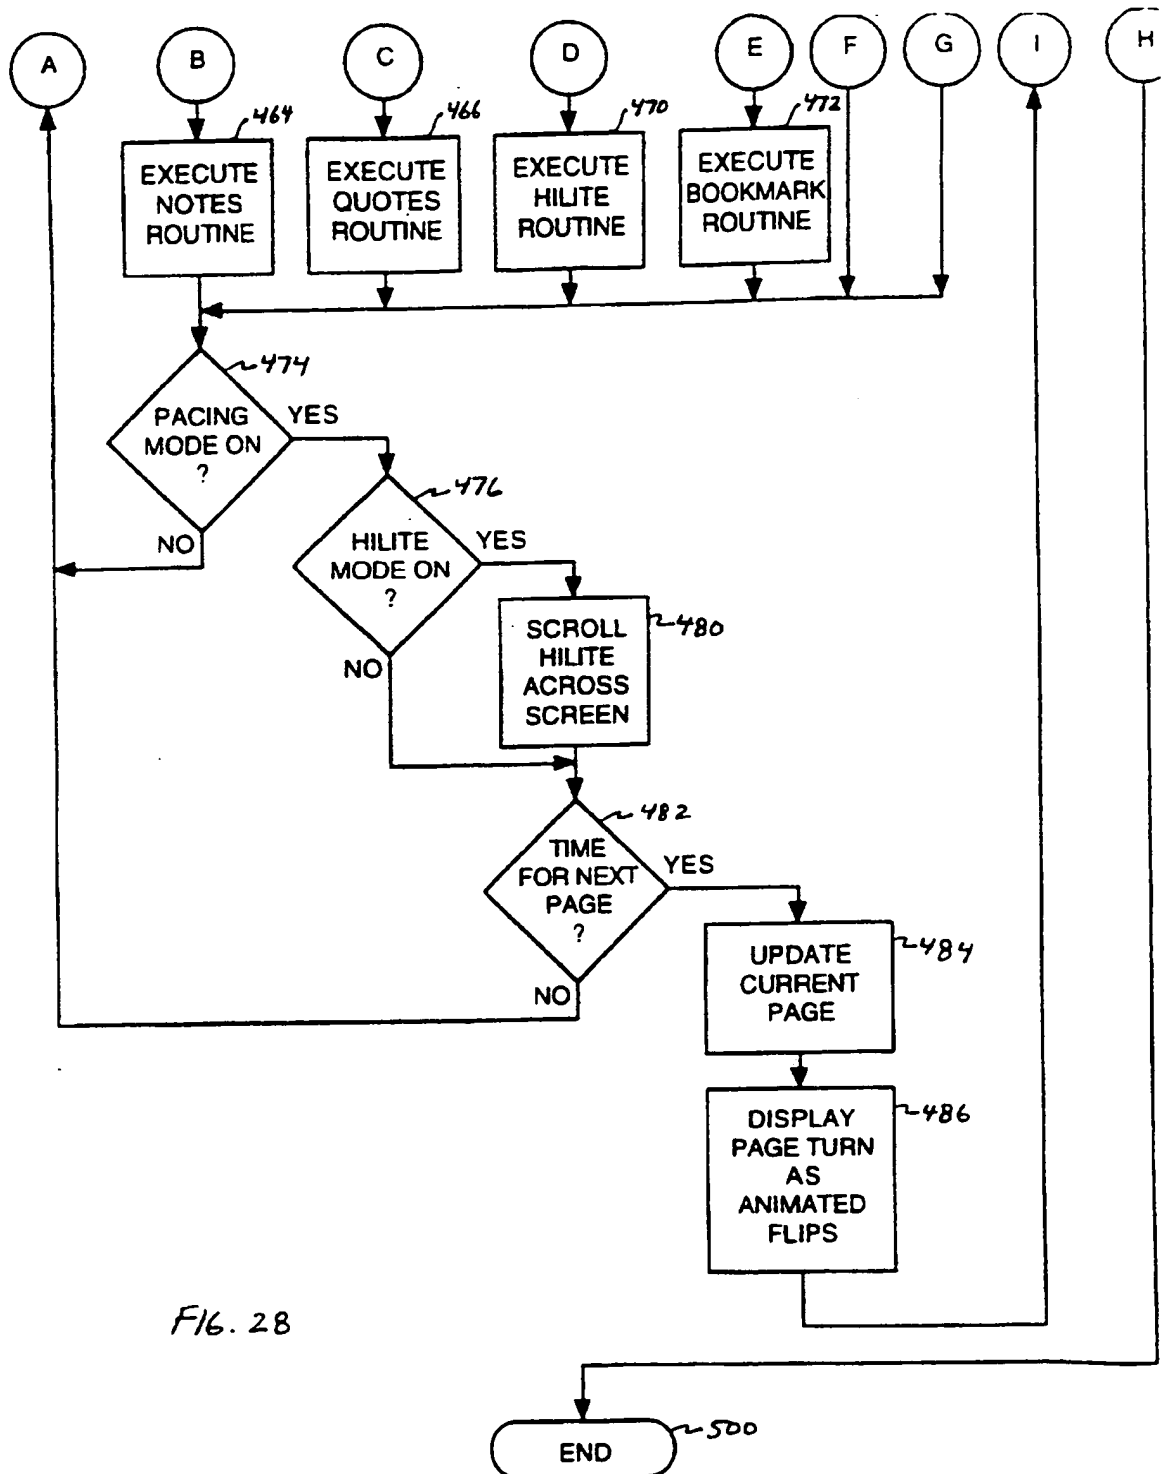 A
B
C
D
E
F
G
I
H
464
466
470
472
EXECUTE
NOTES
ROUTINE
EXECUTE
QUOTES
ROUTINE
EXECUTE
HILITE
ROUTINE
EXECUTE
BOOKMARK
ROUTINE
474
PACING
MODE ON
?
YES
NO
476
HILITE
MODE ON
?
YES
NO
480
SCROLL
HILITE
ACROSS
SCREEN
482
TIME
FOR NEXT
PAGE
?
YES
NO
484
UPDATE
CURRENT
PAGE
486
DISPLAY
PAGE TURN
AS
ANIMATED
FLIPS
FIG. 28
500
END